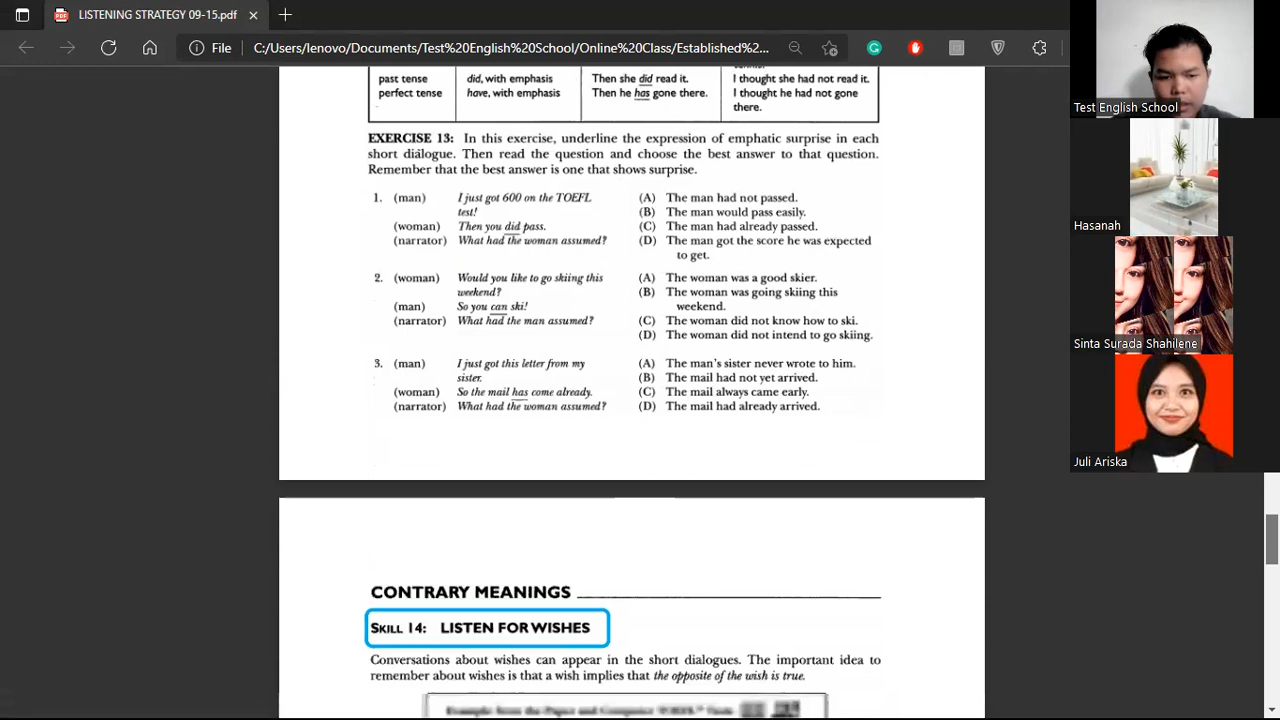 LISTENING STRATEGY 09-15.pdf
File
C:/Users/lenovo/Documents/Test%20English%20School/Online%20Class/Established%2...
past tense did, with emphasis Then she did read it. I thought she had not read it.
perfect tense have, with emphasis Then he has gone there. I thought he had not gone
there.
EXERCISE 13: In this exercise, underline the expression of emphatic surprise in each
short dialogue. Then read the question and choose the best answer to that question.
Remember that the best answer is one that shows surprise.
1. (man) I just got 600 on the TOEFL
test!
(woman) Then you did pass.
(narrator) What had the woman assumed?
(A) The man had not passed.
(B) The man would pass easily.
(C) The man had already passed.
(D) The man got the score he was expected
to get.
2. (woman) Would you like to go skiing this
weekend?
(man) So you can ski!
(narrator) What had the man assumed?
(A) The woman was a good skier.
(B) The woman was going skiing this
weekend.
(C) The woman did not know how to ski.
(D) The woman did not intend to go skiing.
3. (man) I just got this letter from my
sister.
(woman) So the mail has come already.
(narrator) What had the woman assumed?
(A) The man's sister never wrote to him.
(B) The mail had not yet arrived.
(C) The mail always came early.
(D) The mail had already arrived.
CONTRARY MEANINGS
SKILL 14: LISTEN FOR WISHES
Conversations about wishes can appear in the short dialogues. The important idea to
remember about wishes is that a wish implies that the opposite of the wish is true.
Test English School
Hasanah
Sinta Surada Shahilene
Juli Ariska